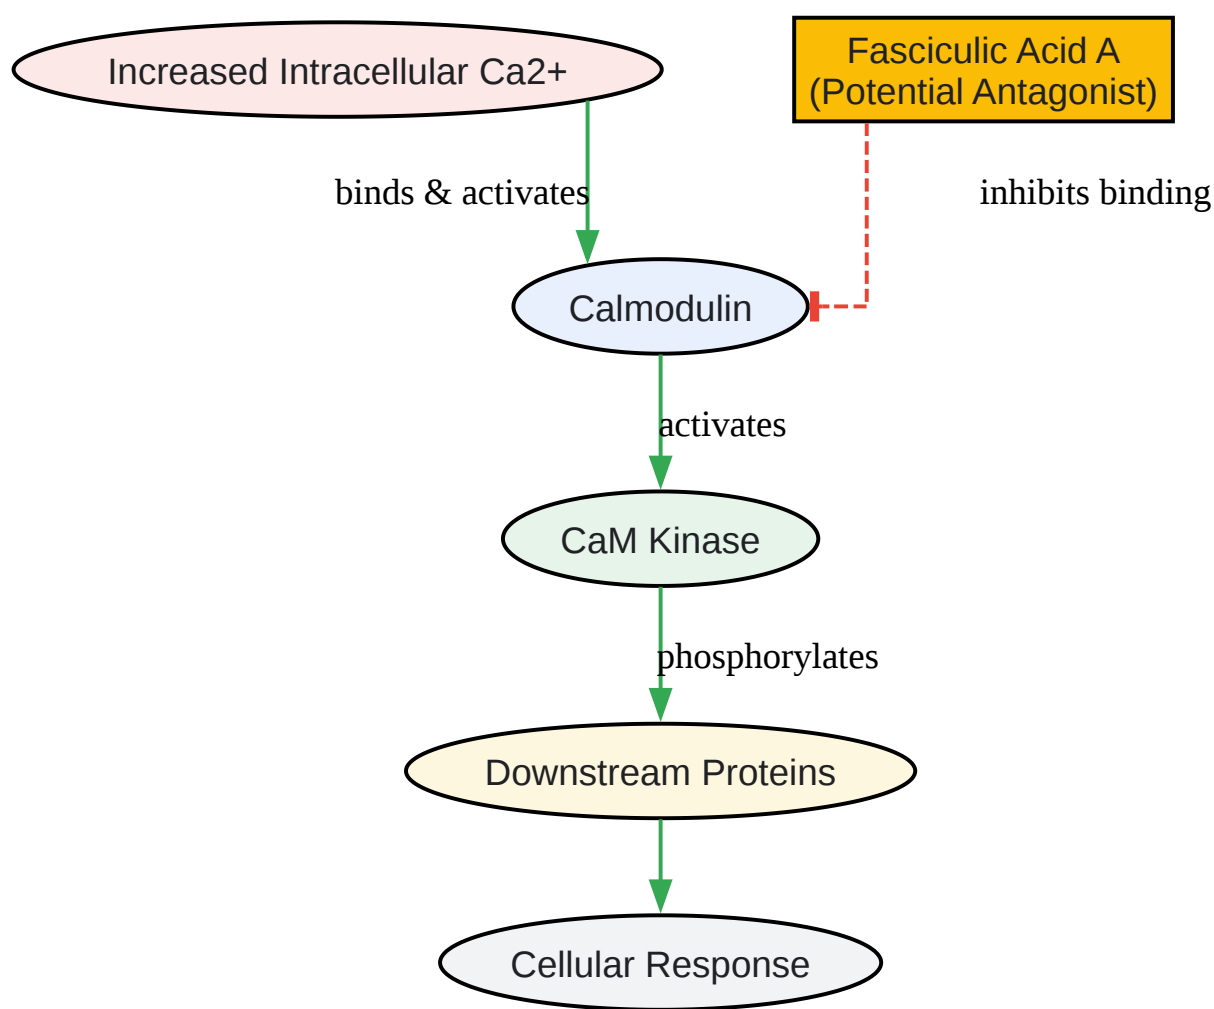 Increased Intracellular Ca2+
Fasciculic Acid A
(Potential Antagonist)
binds & activates
inhibits binding
Calmodulin
activates
CaM Kinase
phosphorylates
Downstream Proteins
Cellular Response